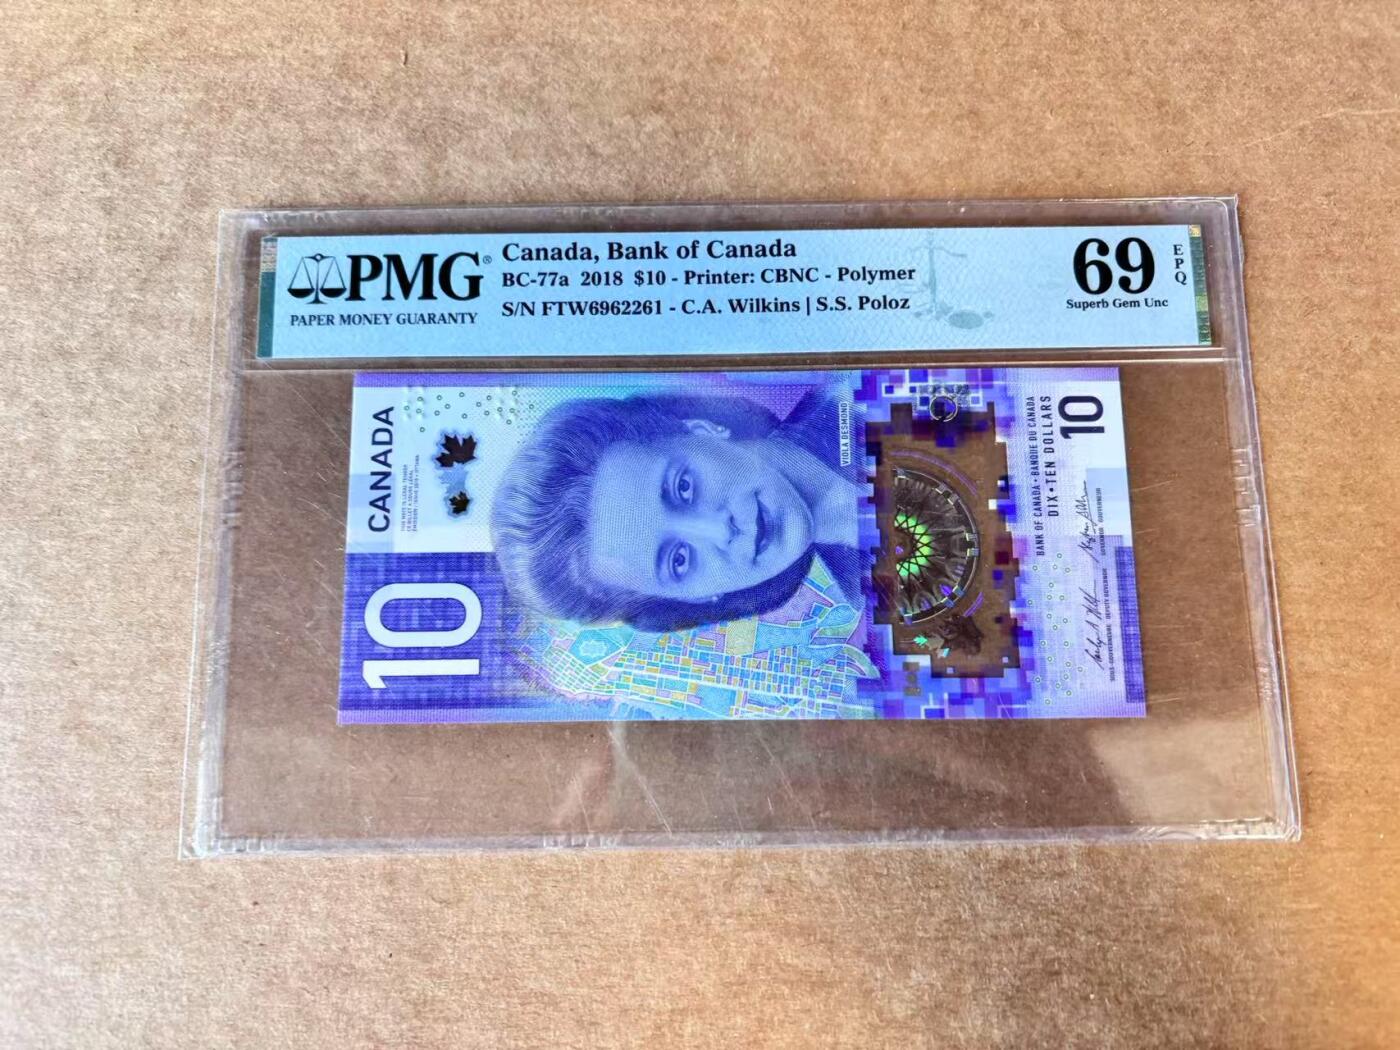 PMG®
PAPER MONEY GUARANTY
Canada, Bank of Canada
BC-77a 2018 $10 - Printer: CBNC - Polymer
S/N FTW6962261 - C.A. Wilkins | S.S. Poloz
69
EPQ
Superb Gem Unc
CANADA
10
VIOLA DESMOND
BANK OF CANADA • BANQUE DU CANADA
DIX • TEN DOLLARS
10